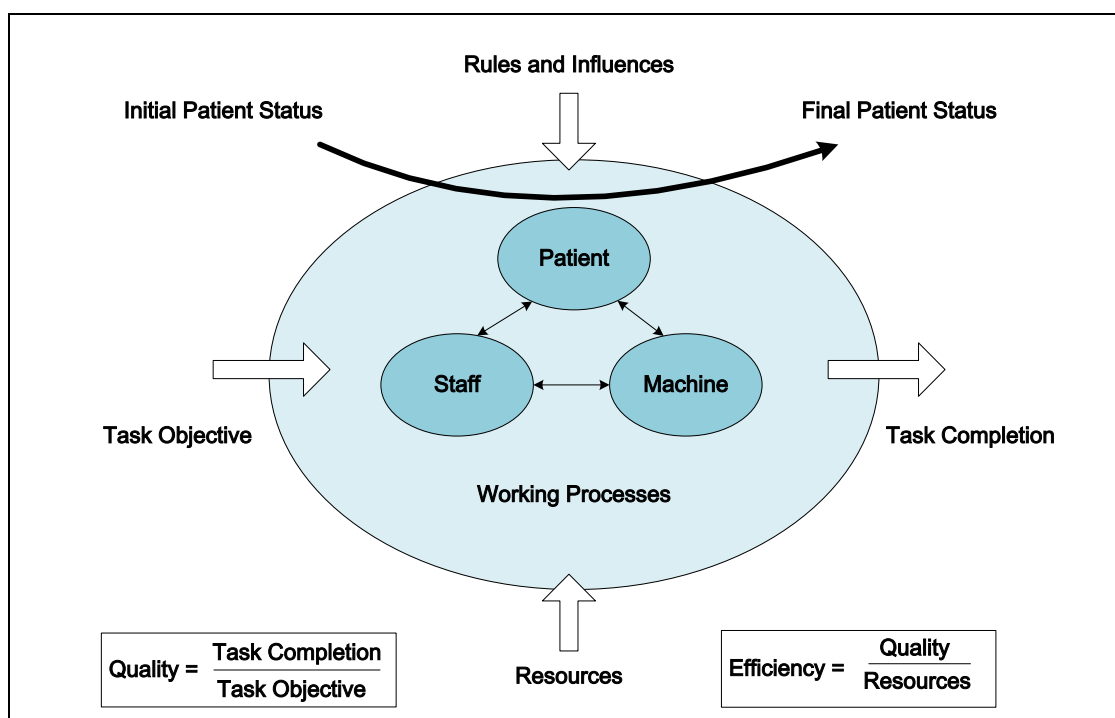 Rules and Influences
Initial Patient Status
Final Patient Status
Patient
Staff
Machine
Task Objective
Task Completion
Working Processes
Resources
Quality = Task Completion
Task Objective
Efficiency = Quality
Resources